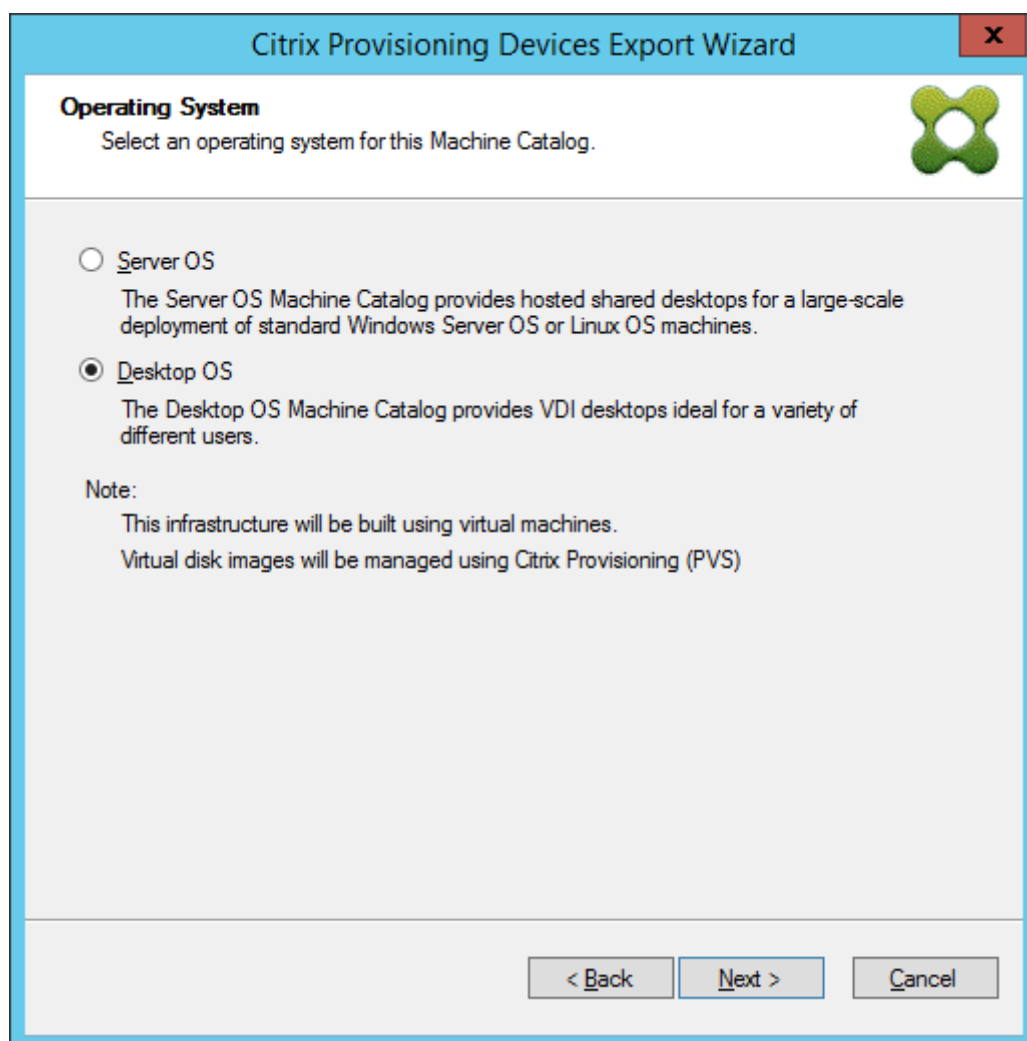 Citrix Provisioning Devices Export Wizard
x
Operating System
Select an operating system for this Machine Catalog.
Server OS
The Server OS Machine Catalog provides hosted shared desktops for a large-scale
deployment of standard Windows Server OS or Linux OS machines.
Desktop OS
The Desktop OS Machine Catalog provides VDI desktops ideal for a variety of
different users.
Note:
This infrastructure will be built using virtual machines.
Virtual disk images will be managed using Citrix Provisioning (PVS)
< Back
Next >
Cancel